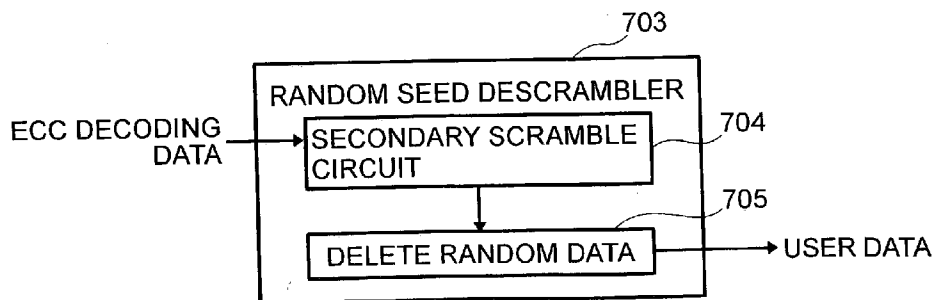 703
RANDOM SEED DESCRAMBLER
ECC DECODING
DATA
SECONDARY SCRAMBLE
CIRCUIT
704
705
DELETE RANDOM DATA
USER DATA